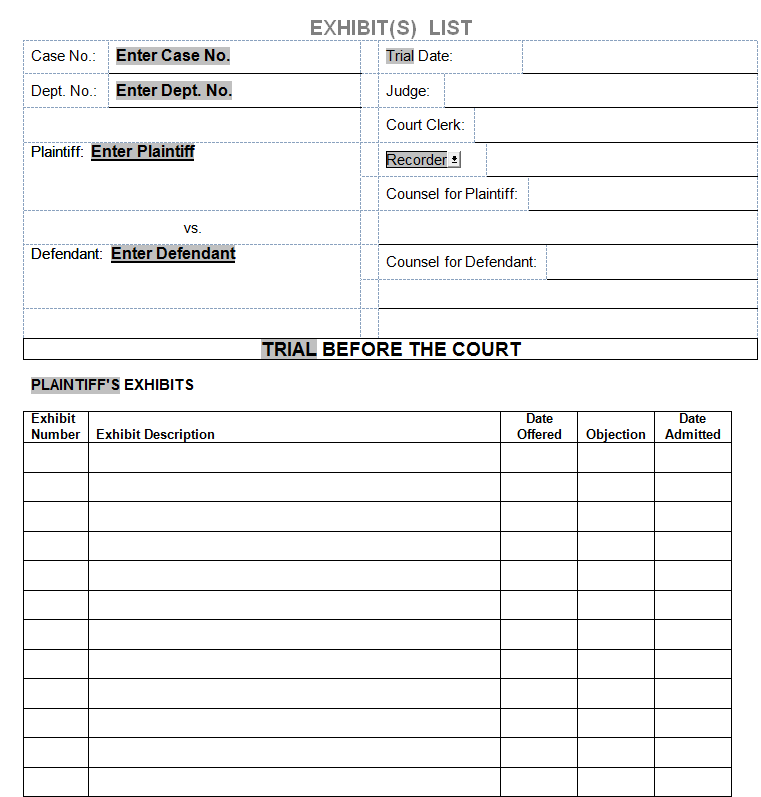 EXHIBIT(S) LIST
Case No.: Enter Case No. Trial Date:
Dept. No.: Enter Dept. No. Judge:
Court Clerk:
Plaintiff: Enter Plaintiff Recorder
Counsel for Plaintiff:
vs.
Defendant: Enter Defendant Counsel for Defendant:
TRIAL BEFORE THE COURT
PLAINTIFF'S EXHIBITS
Exhibit Number Exhibit Description Date Offered Objection Date Admitted